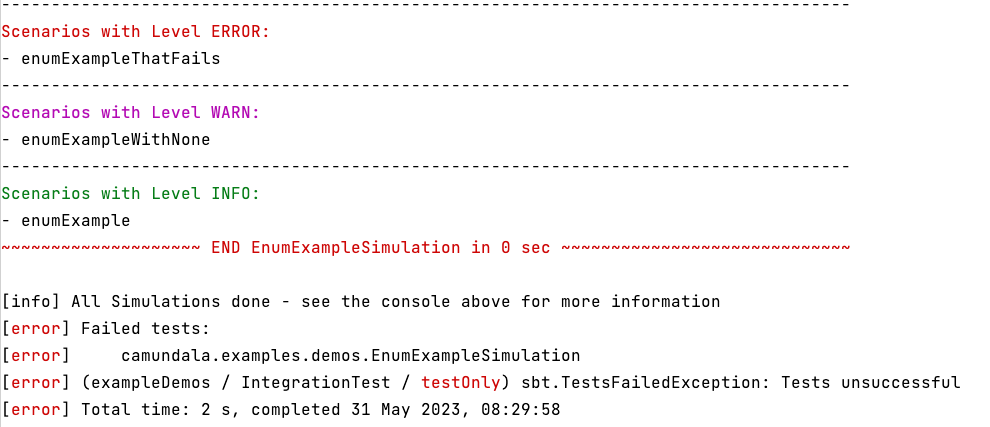 -------------------------------------------------------------------------------------
Scenarios with Level ERROR:
- enumExampleThatFails
-------------------------------------------------------------------------------------
Scenarios with Level WARN:
- enumExampleWithNone
-------------------------------------------------------------------------------------
Scenarios with Level INFO:
- enumExample
~~~~~~~~~~~~~~~~~~~~ END EnumExampleSimulation in 0 sec ~~~~~~~~~~~~~~~~~~~~~~~~~~~~~
[info] All Simulations done - see the console above for more information
[error] Failed tests:
[error]     camundala.examples.demos.EnumExampleSimulation
[error] (exampleDemos / IntegrationTest / testOnly) sbt.TestsFailedException: Tests unsuccessful
[error] Total time: 2 s, completed 31 May 2023, 08:29:58